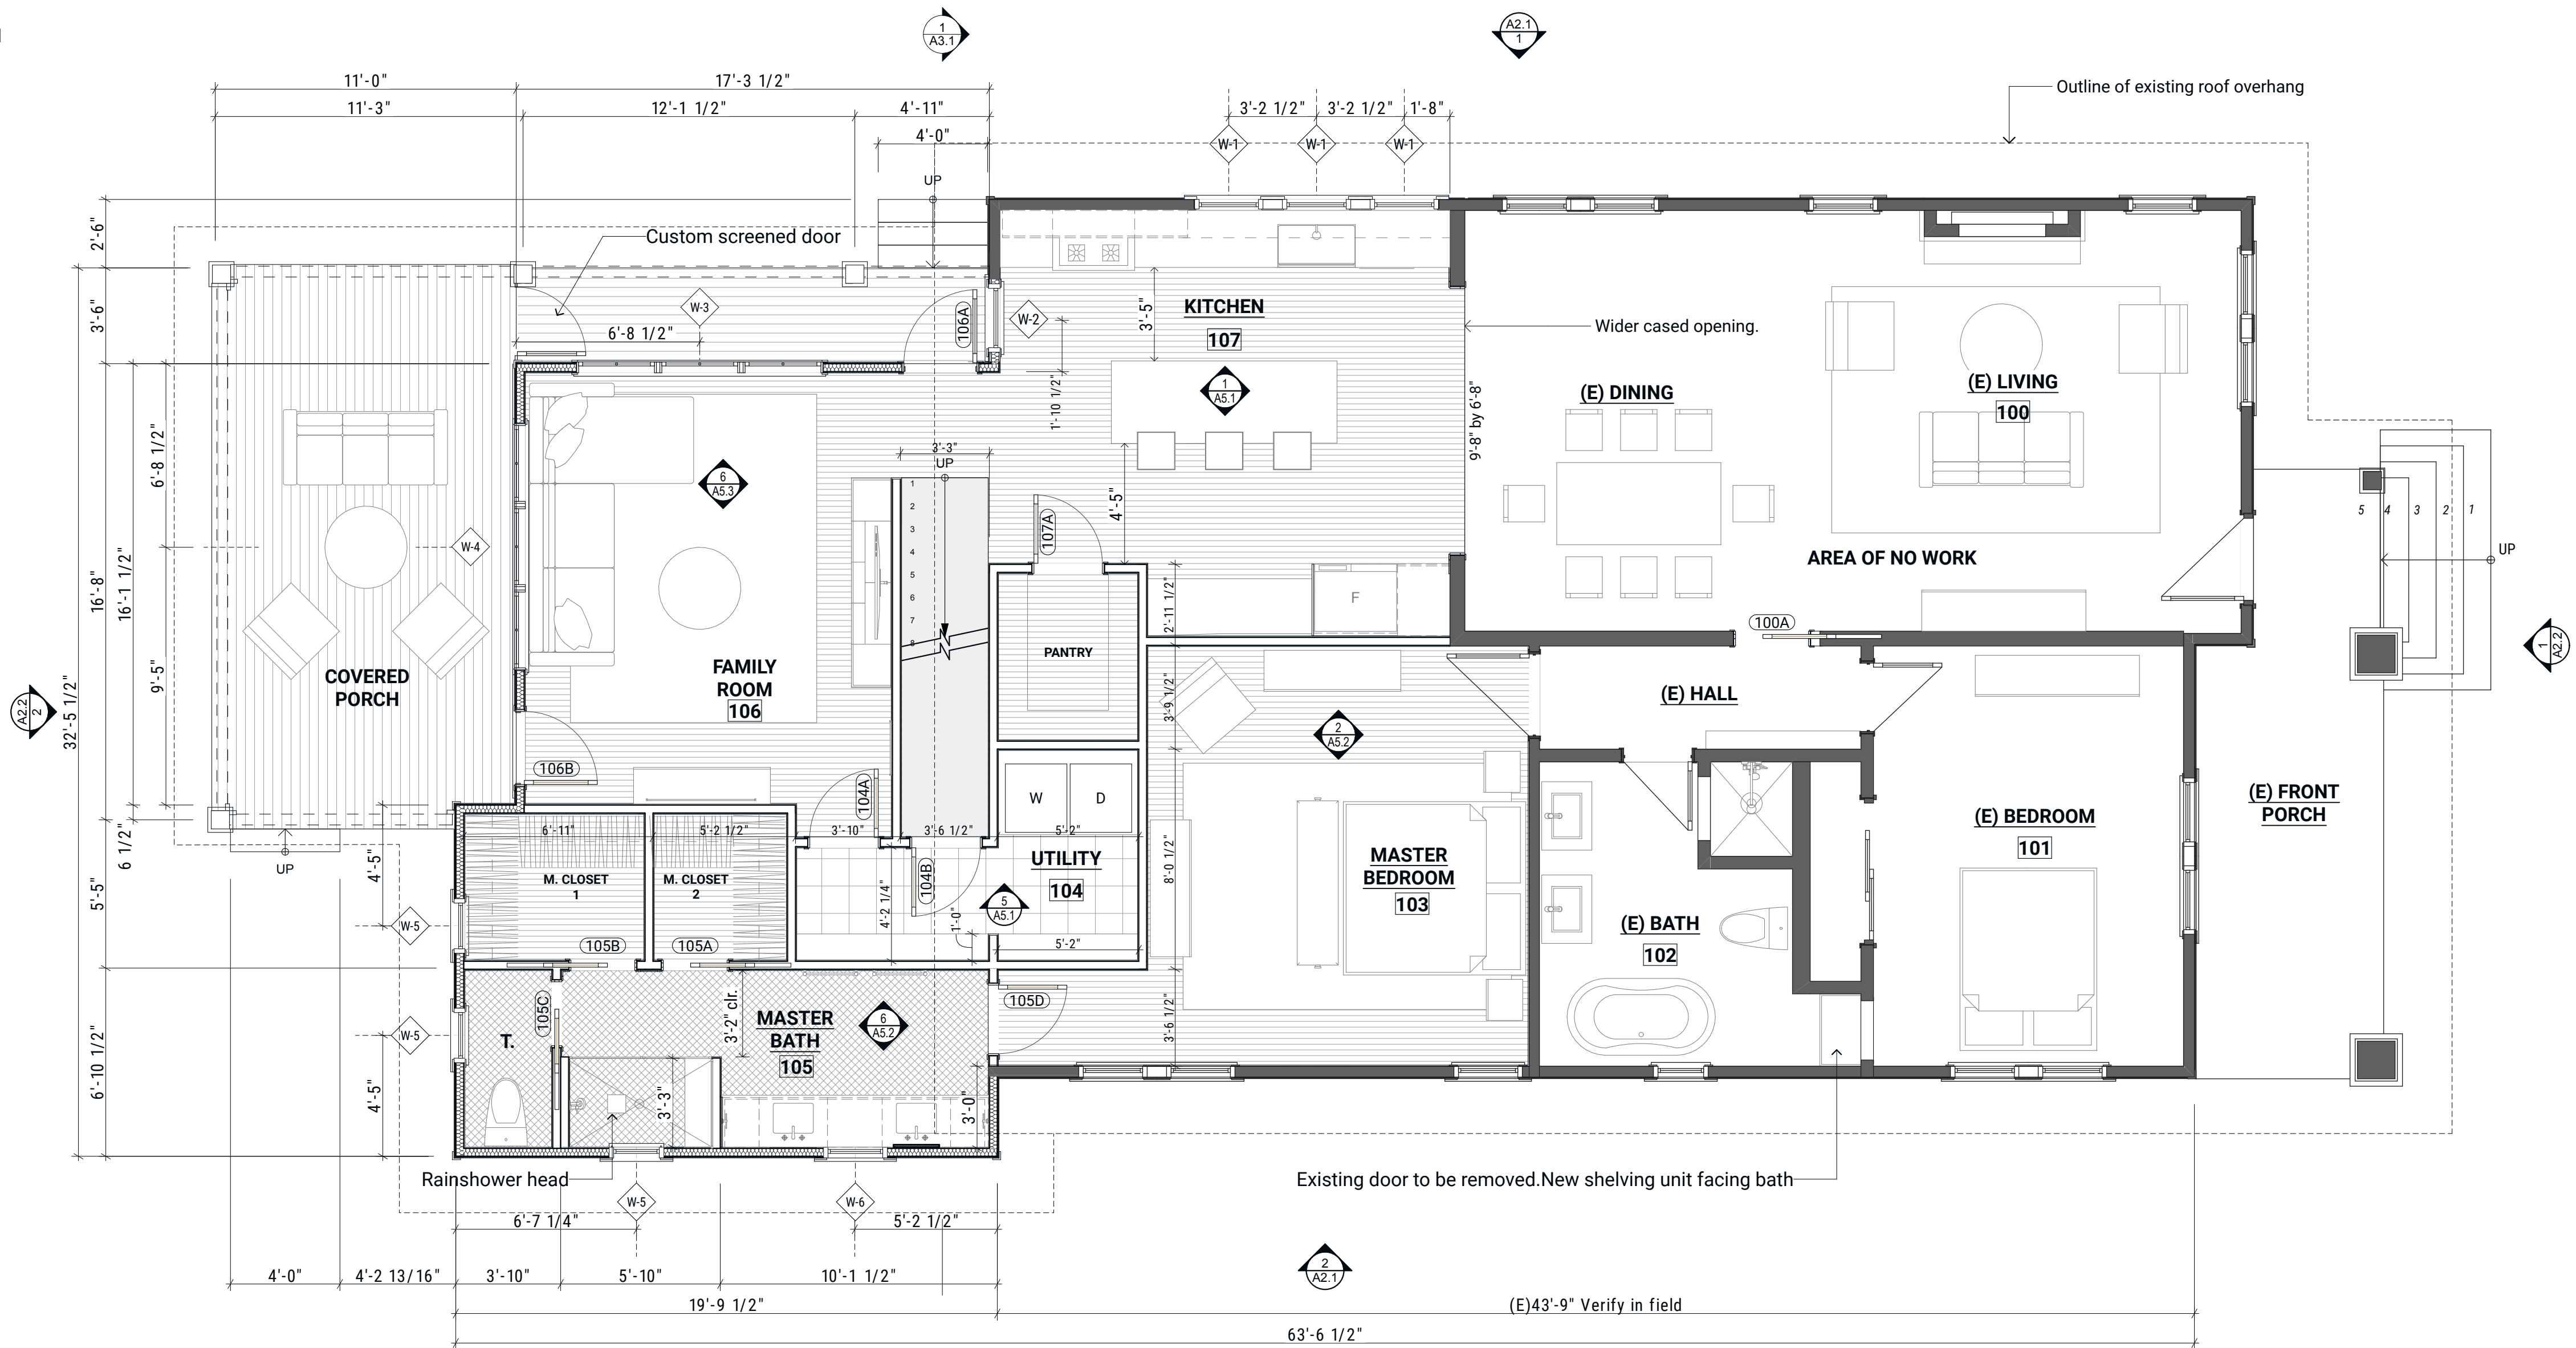 1
A3.1
A2.1
1
11'-0"
17'-3 1/2"
Outline of existing roof overhang
11'-3"
12'-1 1/2"
4'-11"
3'-2 1/2"
3'-2 1/2"
1'-8"
4'-0"
W-1
W-1
W-1
UP
2'-6"
Custom screened door
3'-6"
W-3
106A
W-2
6'-8 1/2"
3'-5"
KITCHEN
107
Wider cased opening.
1'-10 1/2"
1
A5.1
9'-8" by 6'-8"
(E) DINING
(E) LIVING
100
6'-8 1/2"
3'-3"
UP
6
A5.3
4'-5"
107A
1
2
3
4
5
6
7
8
5
4
3
2
1
UP
W-4
AREA OF NO WORK
16'-8"
16'-1 1/2"
9'-5"
2'-11 1/2"
F
100A
1
A2.2
PANTRY
FAMILY
ROOM
106
COVERED
PORCH
3'-9 1/2"
(E) HALL
A2.2
2
32'-5 1/2"
2
A5.2
106B
104A
W
D
(E) FRONT
PORCH
(E) BEDROOM
101
6 1/2"
UP
4'-5"
6'-11"
5'-2 1/2"
3'-10"
3'-6 1/2"
5'-2"
8'-0 1/2"
MASTER
BEDROOM
103
M. CLOSET
1
M. CLOSET
2
104B
UTILITY
104
5'-5"
4'-2 1/4"
5
A5.1
1'-0"
W-5
(E) BATH
102
105B
105A
5'-2"
105D
105C
3'-2" clr.
MASTER
BATH
105
6
A5.2
3'-6 1/2"
W-5
T.
6'-10 1/2"
4'-5"
3'-3"
3'-0"
Rainshower head
Existing door to be removed.New shelving unit facing bath
W-5
W-6
6'-7 1/4"
5'-2 1/2"
4'-0"
4'-2 13/16"
3'-10"
5'-10"
10'-1 1/2"
2
A2.1
19'-9 1/2"
(E)43'-9" Verify in field
63'-6 1/2"